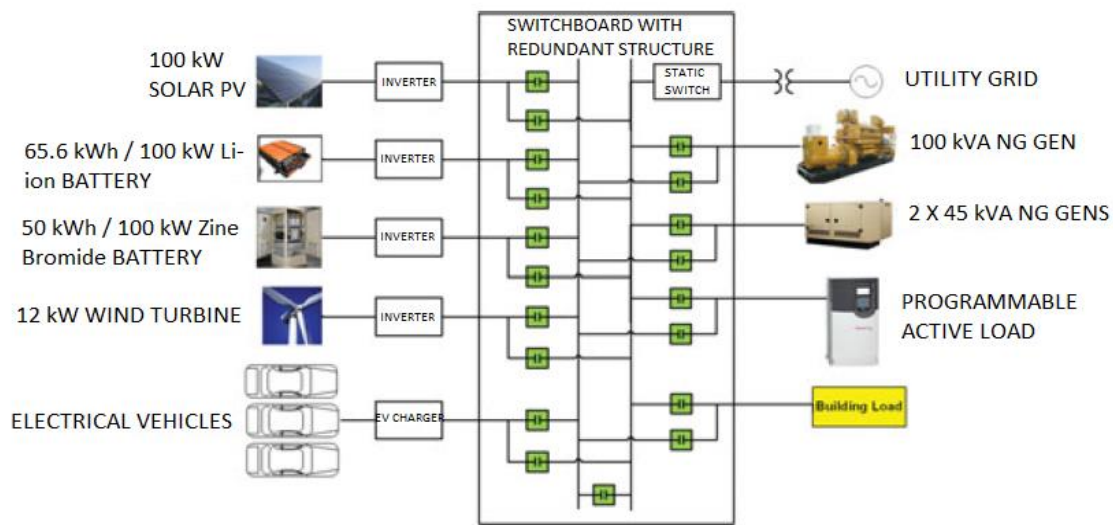 SWITCHBOARD WITH
REDUNDANT STRUCTURE
100 kW
SOLAR PV
INVERTER
STATIC
SWITCH
UTILITY GRID
65.6 kWh / 100 kW Li-
ion BATTERY
INVERTER
100 kVA NG GEN
50 kWh / 100 kW Zine
Bromide BATTERY
INVERTER
2 X 45 kVA NG GENS
12 kW WIND TURBINE
INVERTER
PROGRAMMABLE
ACTIVE LOAD
ELECTRICAL VEHICLES
EV CHARGER
Building Load